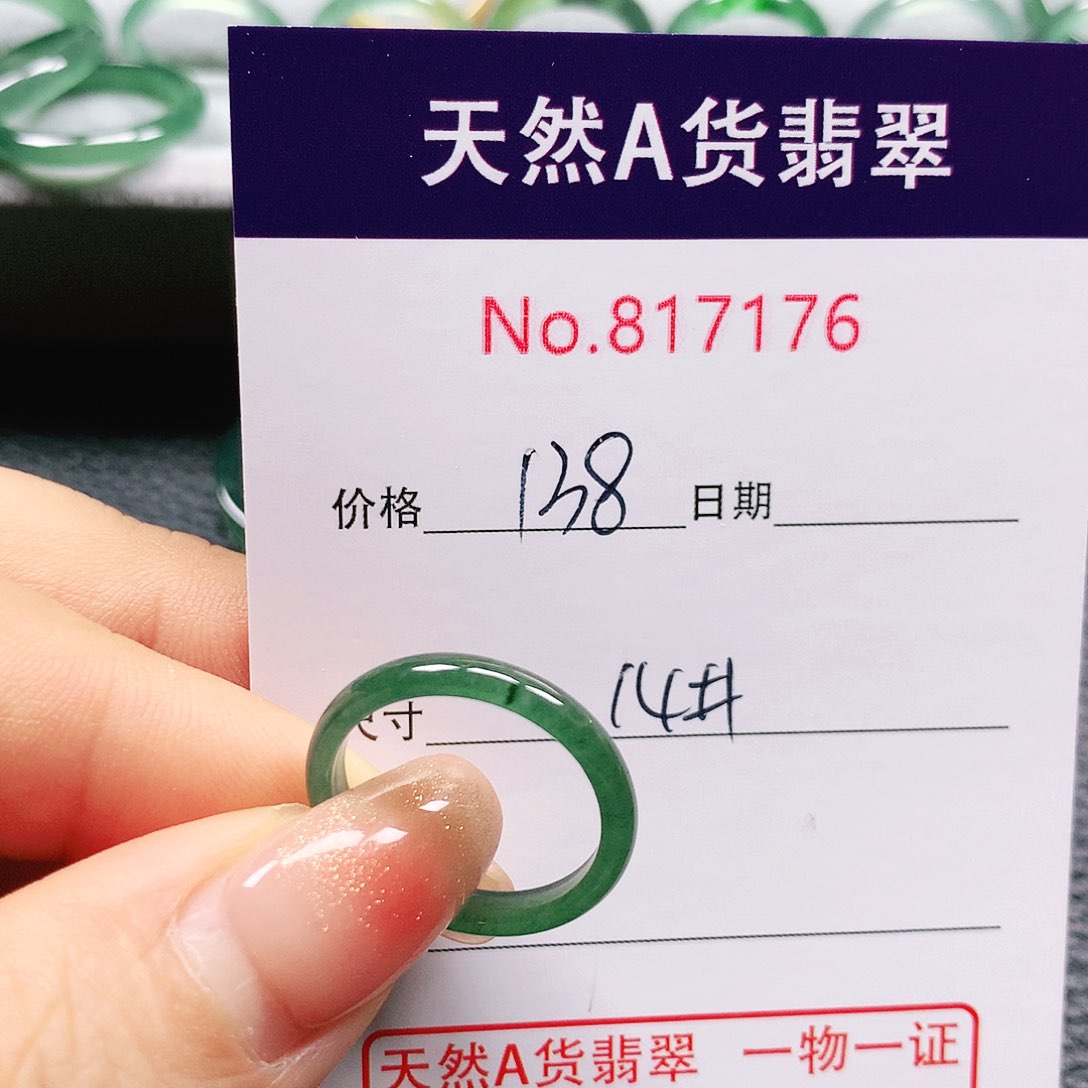 天然A货翡翠
No.817176
价格 138 日期
寸 14#
天然A货翡翠 一物一证